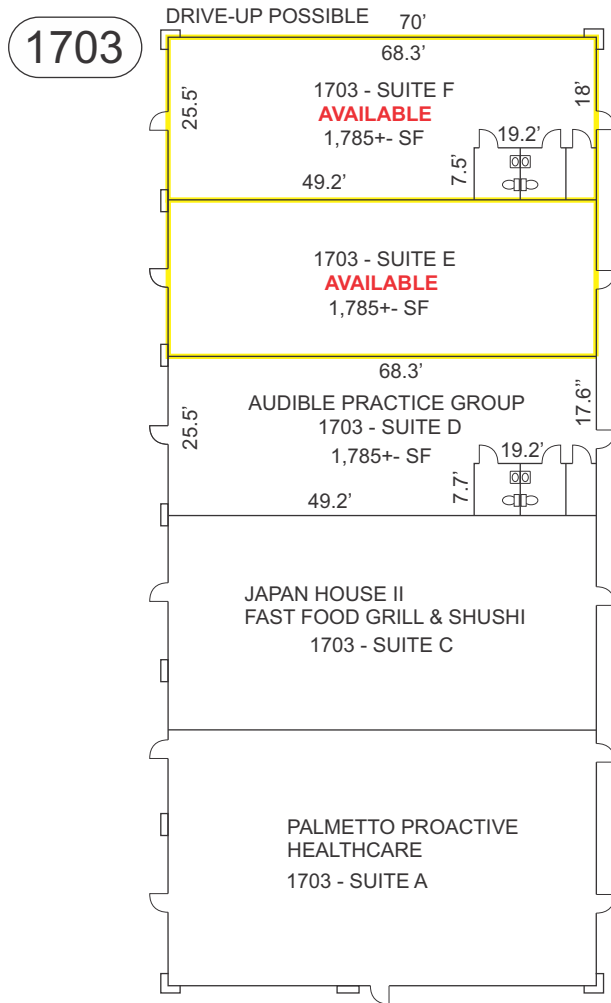 1703
DRIVE-UP POSSIBLE
70'
68.3'
25.5'
1703 - SUITE F
AVAILABLE
1,785+- SF
18'
19.2'
7.5'
49.2'
1703 - SUITE E
AVAILABLE
1,785+- SF
68.3'
25.5'
AUDIBLE PRACTICE GROUP
1703 - SUITE D
1,785+- SF
17.6"
19.2'
7.7'
49.2'
JAPAN HOUSE II
FAST FOOD GRILL & SHUSHI
1703 - SUITE C
PALMETTO PROACTIVE
HEALTHCARE
1703 - SUITE A